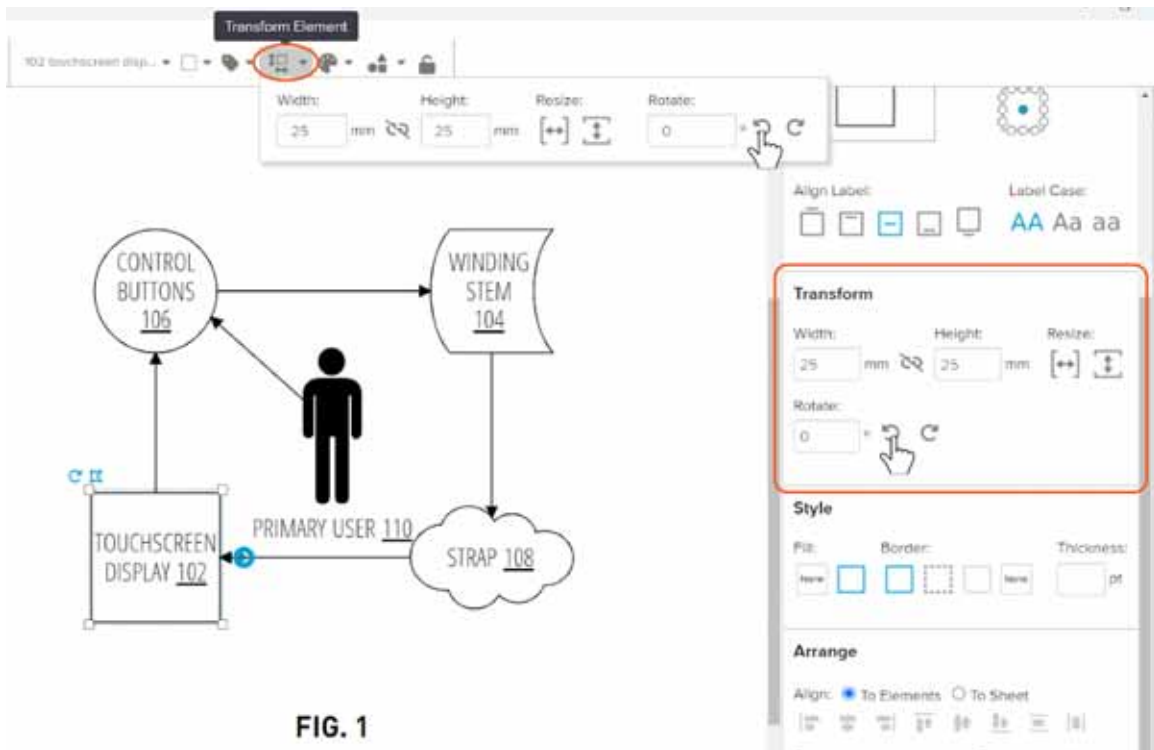 Transform Element
102 touchscreen disp...
Width: Height: Resize: Rotate:
25 mm 25 mm 0 °
Align Label: Label Case:
AA Aa aa
Transform
Width: Height: Resize:
25 mm 25 mm
Rotate:
0 °
Style
Fill: Border: Thickness:
None None pt
Arrange
Align: To Elements To Sheet
CONTROL
BUTTONS
106
WINDING
STEM
104
PRIMARY USER 110
TOUCHSCREEN
DISPLAY 102
STRAP 108
FIG. 1